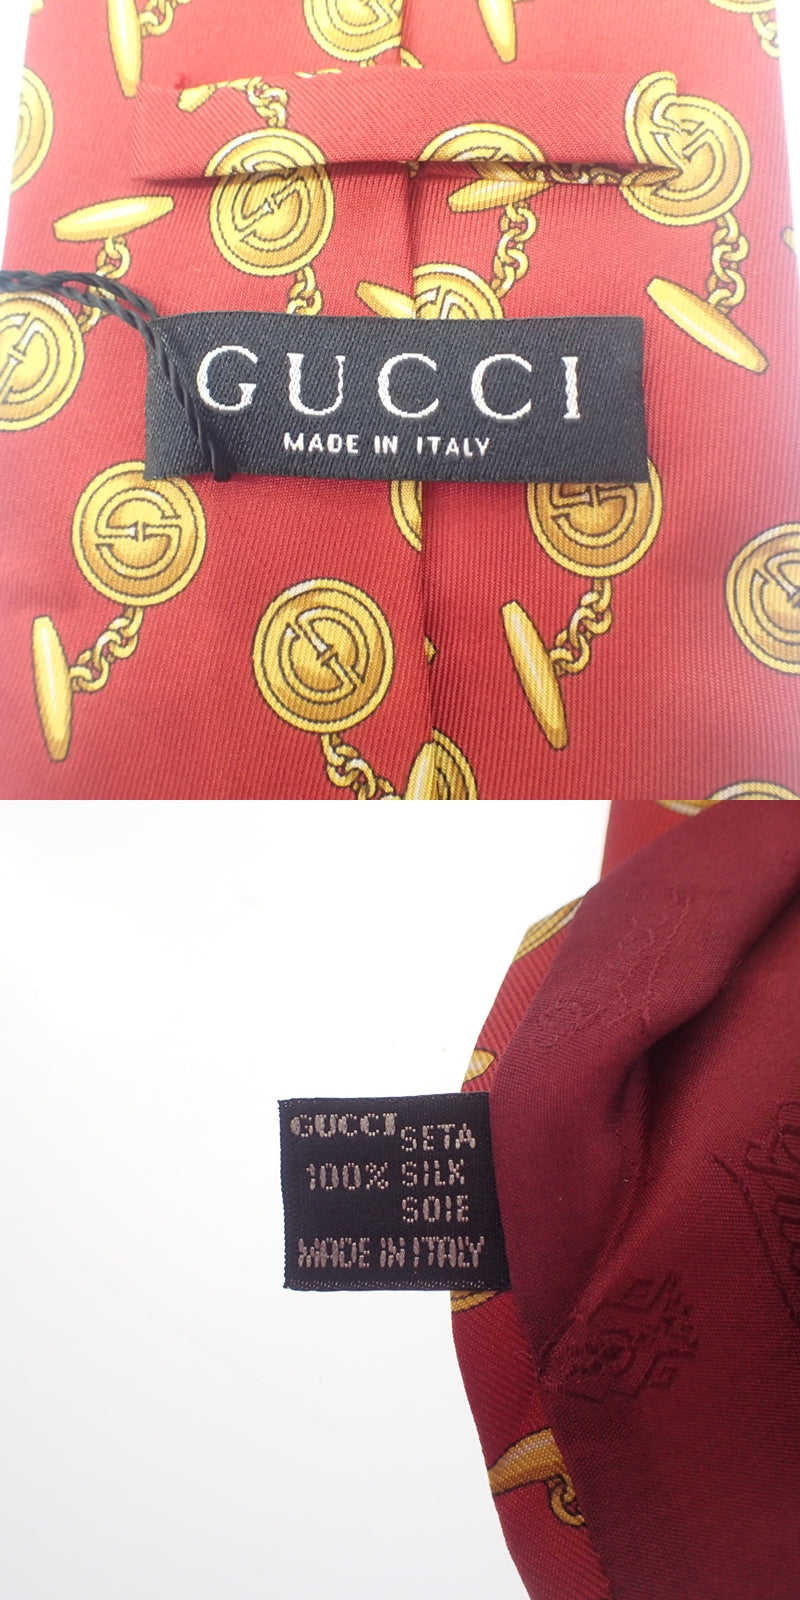 GUCCI
MADE IN ITALY
GUCCI SETA
100% SILK
SOIE
MADE IN ITALY